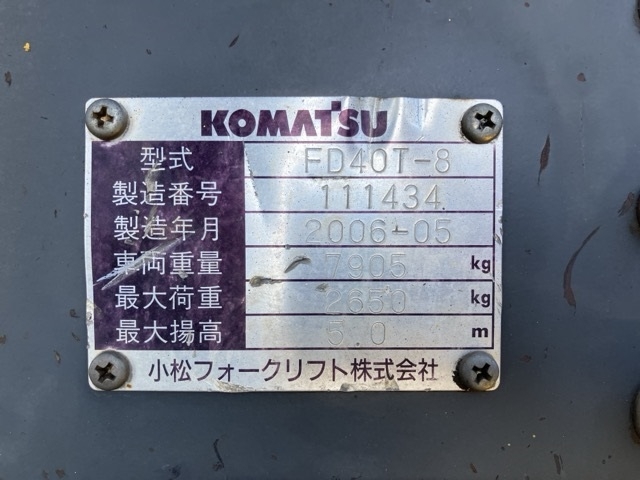 KOMATSU
型式 FD40T-8
製造番号 111434
製造年月 2006-05
車両重量 7905 kg
最大荷重 2650 kg
最大揚高 5.0 m
小松フォークリフト株式会社